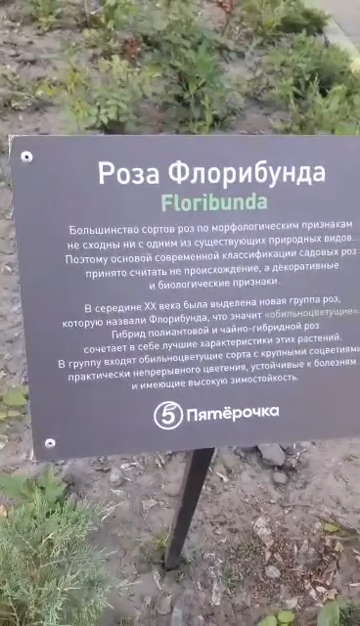 Роза Флорибунда
Floribunda
Большинство сортов роз по морфологическим признакам
не сходны ни с одним из существующих природных видов.
Поэтому основой современной классификации садовых роз
принято считать не происхождение, а декоративные
и биологические признаки.
В середине XX века была выделена новая группа роз,
которую назвали Флорибунда, что значит «обильноцветущие».
Гибрид полиантовой и чайно-гибридной роз
сочетает в себе лучшие характеристики этих растений.
В группу входят обильноцветущие сорта с крупными соцветиями
практически непрерывного цветения, устойчивые к болезням
и имеющие высокую зимостойкость.
5 Пятёрочка